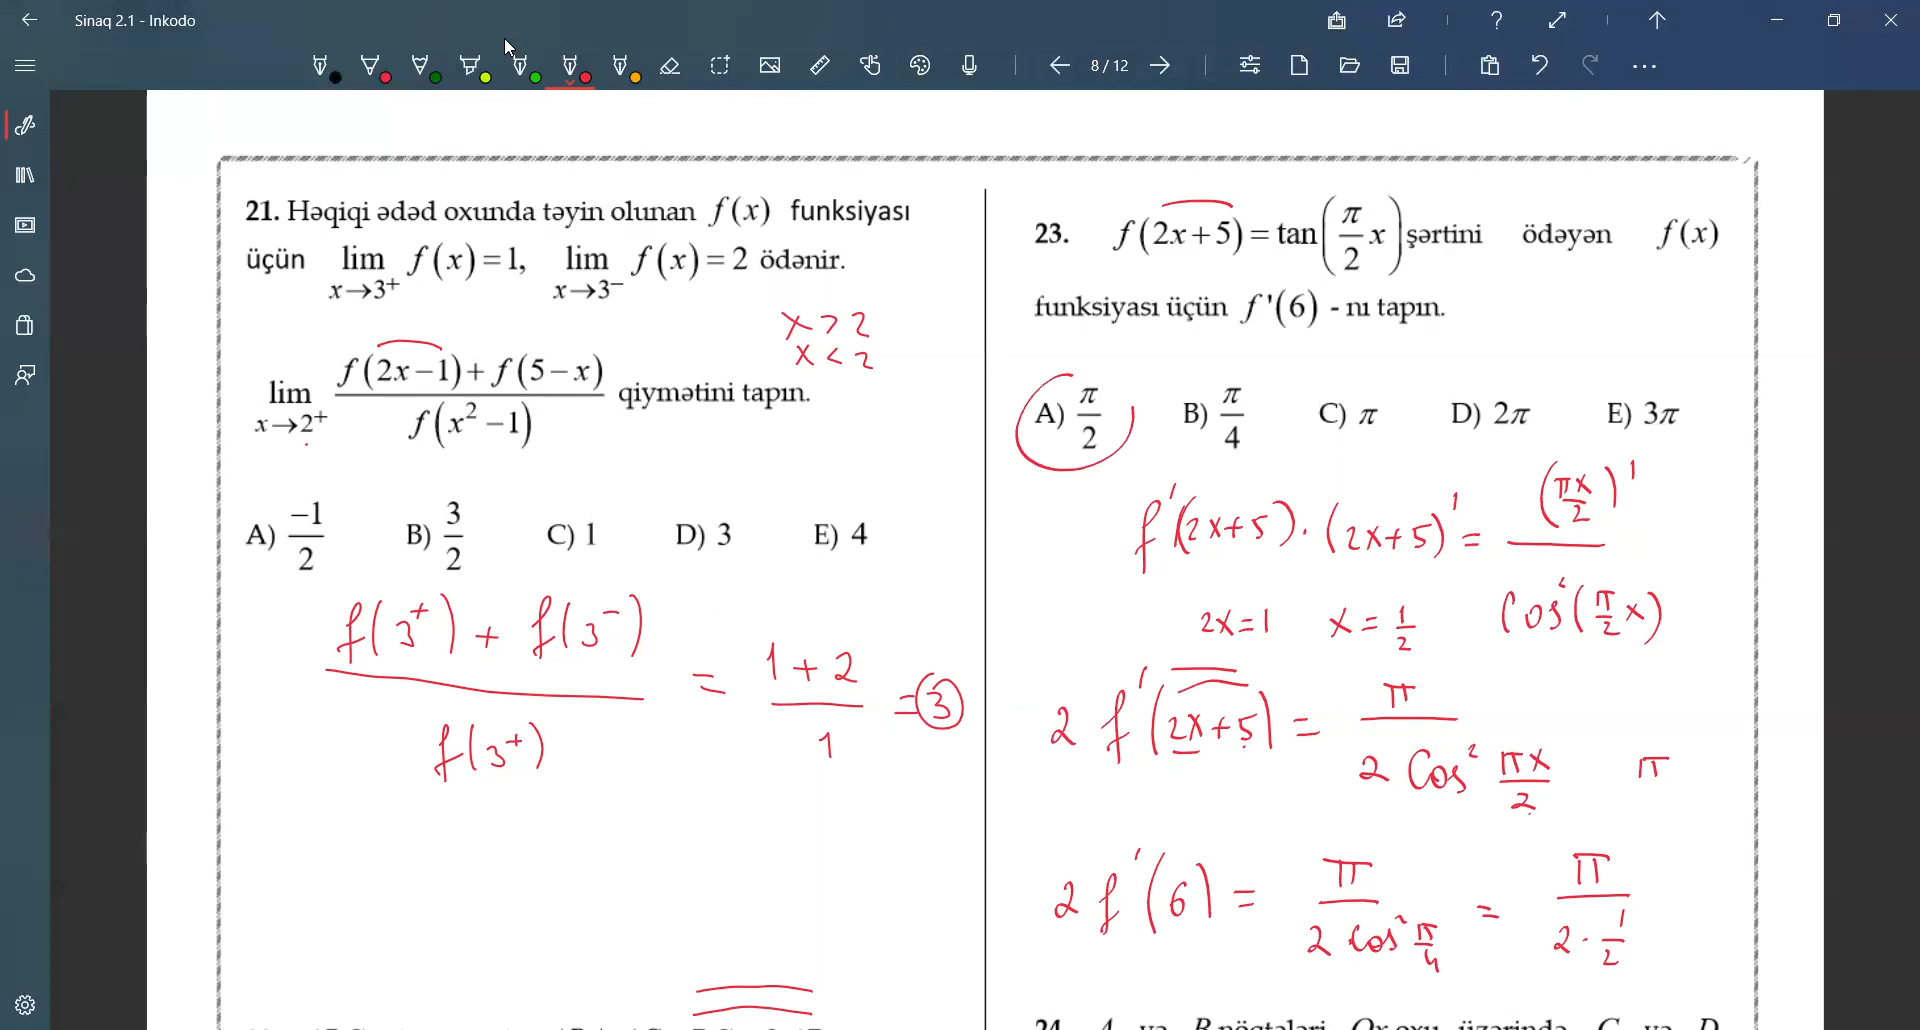 Sinaq 2.1 - Inkodo
8 / 12
21. Həqiqi ədəd oxunda təyin olunan f(x) funksiyası
üçün lim x→3⁺ f(x)=1, lim x→3⁻ f(x)=2 ödənir.
x > 2
x < 2
lim x→2⁺ (f(2x−1)+f(5−x))/(f(x²−1)) qiymətini tapın.
A) −1/2 B) 3/2 C) 1 D) 3 E) 4
(f(3⁺) + f(3⁻))/(f(3⁺)) = (1+2)/1 = 3
23. f(2x+5)=tan(π/2 x) şərtini ödəyən f(x)
funksiyası üçün f'(6) - nı tapın.
A) π/2 B) π/4 C) π D) 2π E) 3π
f'(2x+5)·(2x+5)' = (πx/2)' / cos²(π/2 x)
2x=1 x=1/2
2 f'(2x+5) = π/(2 Cos² πx/2) π
2 f'(6) = π/(2 Cos² π/4) = π/(2·1/2)